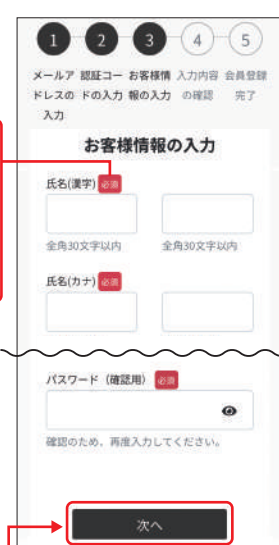 1 2 3 4 5
メールア 認証コー お客様情 入力内容 会員登録
ドレスの ドの入力 報の入力 の確認 完了
入力
お客様情報の入力
氏名(漢字) 必須
全角30文字以内 全角30文字以内
氏名(カナ) 必須
パスワード（確認用） 必須
確認のため、再度入力してください。
次へ